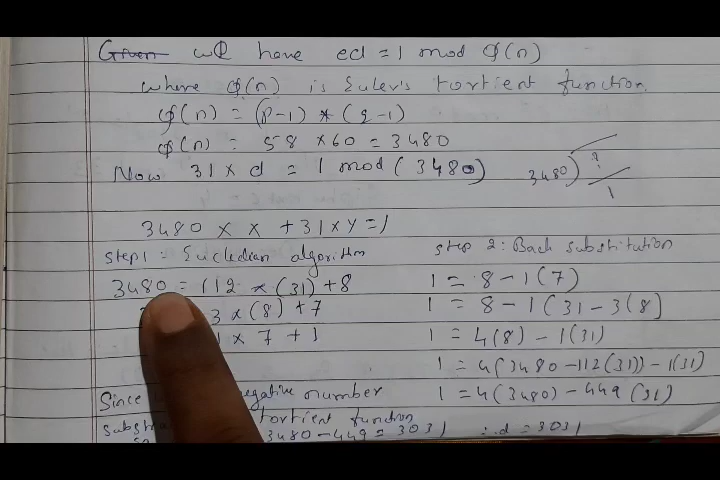 Given we have ed = 1 mod φ(n)
where φ(n) is Euler's tortient function.
φ(n) = (p-1) * (q-1)
φ(n) = 58 × 60 = 3480
Now 31 × d = 1 mod (3480) 3480) ?
1
3480 × x + 31 × y = 1
Step 1: Eucledian algorithm
3480 = 112 × (31) + 8
3 × (8) + 7
1 × 7 + 1
step 2: Back substitution
1 = 8 - 1(7)
1 = 8 - 1(31 - 3(8)
1 = 4(8) - 1(31)
1 = 4(3480 - 112(31)) - 1(31)
1 = 4(3480) - 449(31)
Since negative number
substra tortient function
3480 - 449 = 3031 ∴ d = 3031